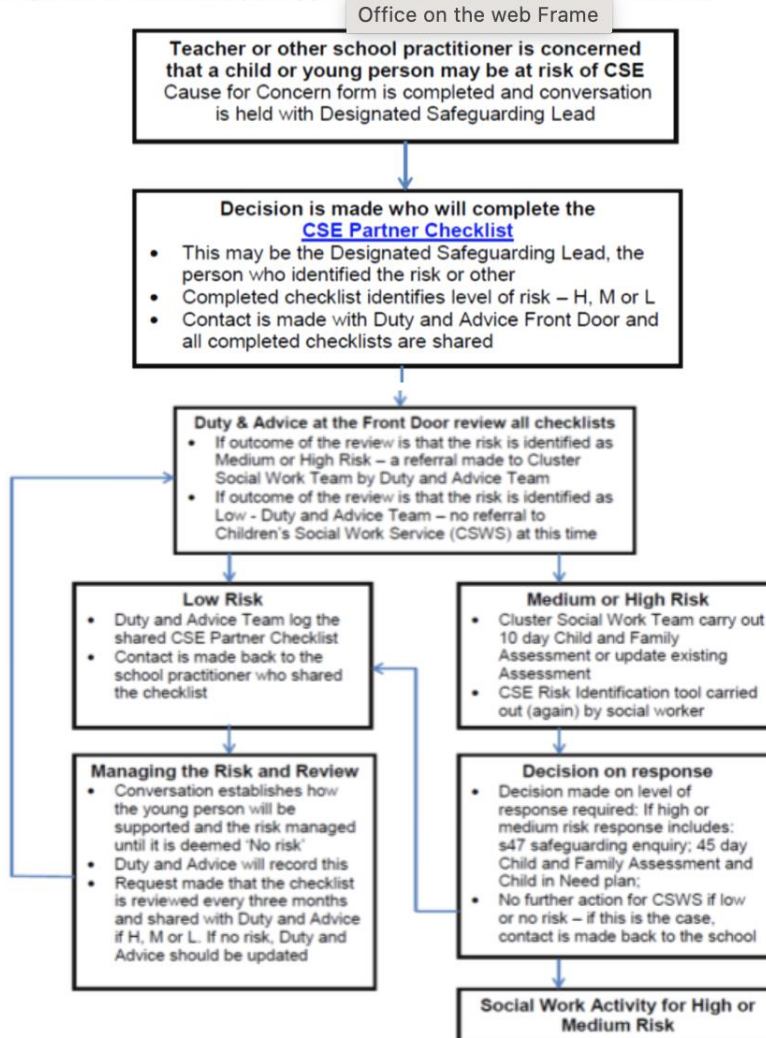 Office on the web Frame
Teacher or other school practitioner is concerned
that a child or young person may be at risk of CSE
Cause for Concern form is completed and conversation
is held with Designated Safeguarding Lead
Decision is made who will complete the
CSE Partner Checklist
• This may be the Designated Safeguarding Lead, the
person who identified the risk or other
• Completed checklist identifies level of risk – H, M or L
• Contact is made with Duty and Advice Front Door and
all completed checklists are shared
Duty & Advice at the Front Door review all checklists
• If outcome of the review is that the risk is identified as
Medium or High Risk – a referral made to Cluster
Social Work Team by Duty and Advice Team
• If outcome of the review is that the risk is identified as
Low - Duty and Advice Team – no referral to
Children's Social Work Service (CSWS) at this time
Low Risk
• Duty and Advice Team log the
shared CSE Partner Checklist
• Contact is made back to the
school practitioner who shared
the checklist
Medium or High Risk
• Cluster Social Work Team carry out
10 day Child and Family
Assessment or update existing
Assessment
• CSE Risk Identification tool carried
out (again) by social worker
Managing the Risk and Review
• Conversation establishes how
the young person will be
supported and the risk managed
until it is deemed 'No risk'
• Duty and Advice will record this
• Request made that the checklist
is reviewed every three months
and shared with Duty and Advice
if H, M or L. If no risk, Duty and
Advice should be updated
Decision on response
• Decision made on level of
response required: If high or
medium risk response includes:
s47 safeguarding enquiry; 45 day
Child and Family Assessment and
Child in Need plan;
• No further action for CSWS if low
or no risk – if this is the case,
contact is made back to the school
Social Work Activity for High or
Medium Risk